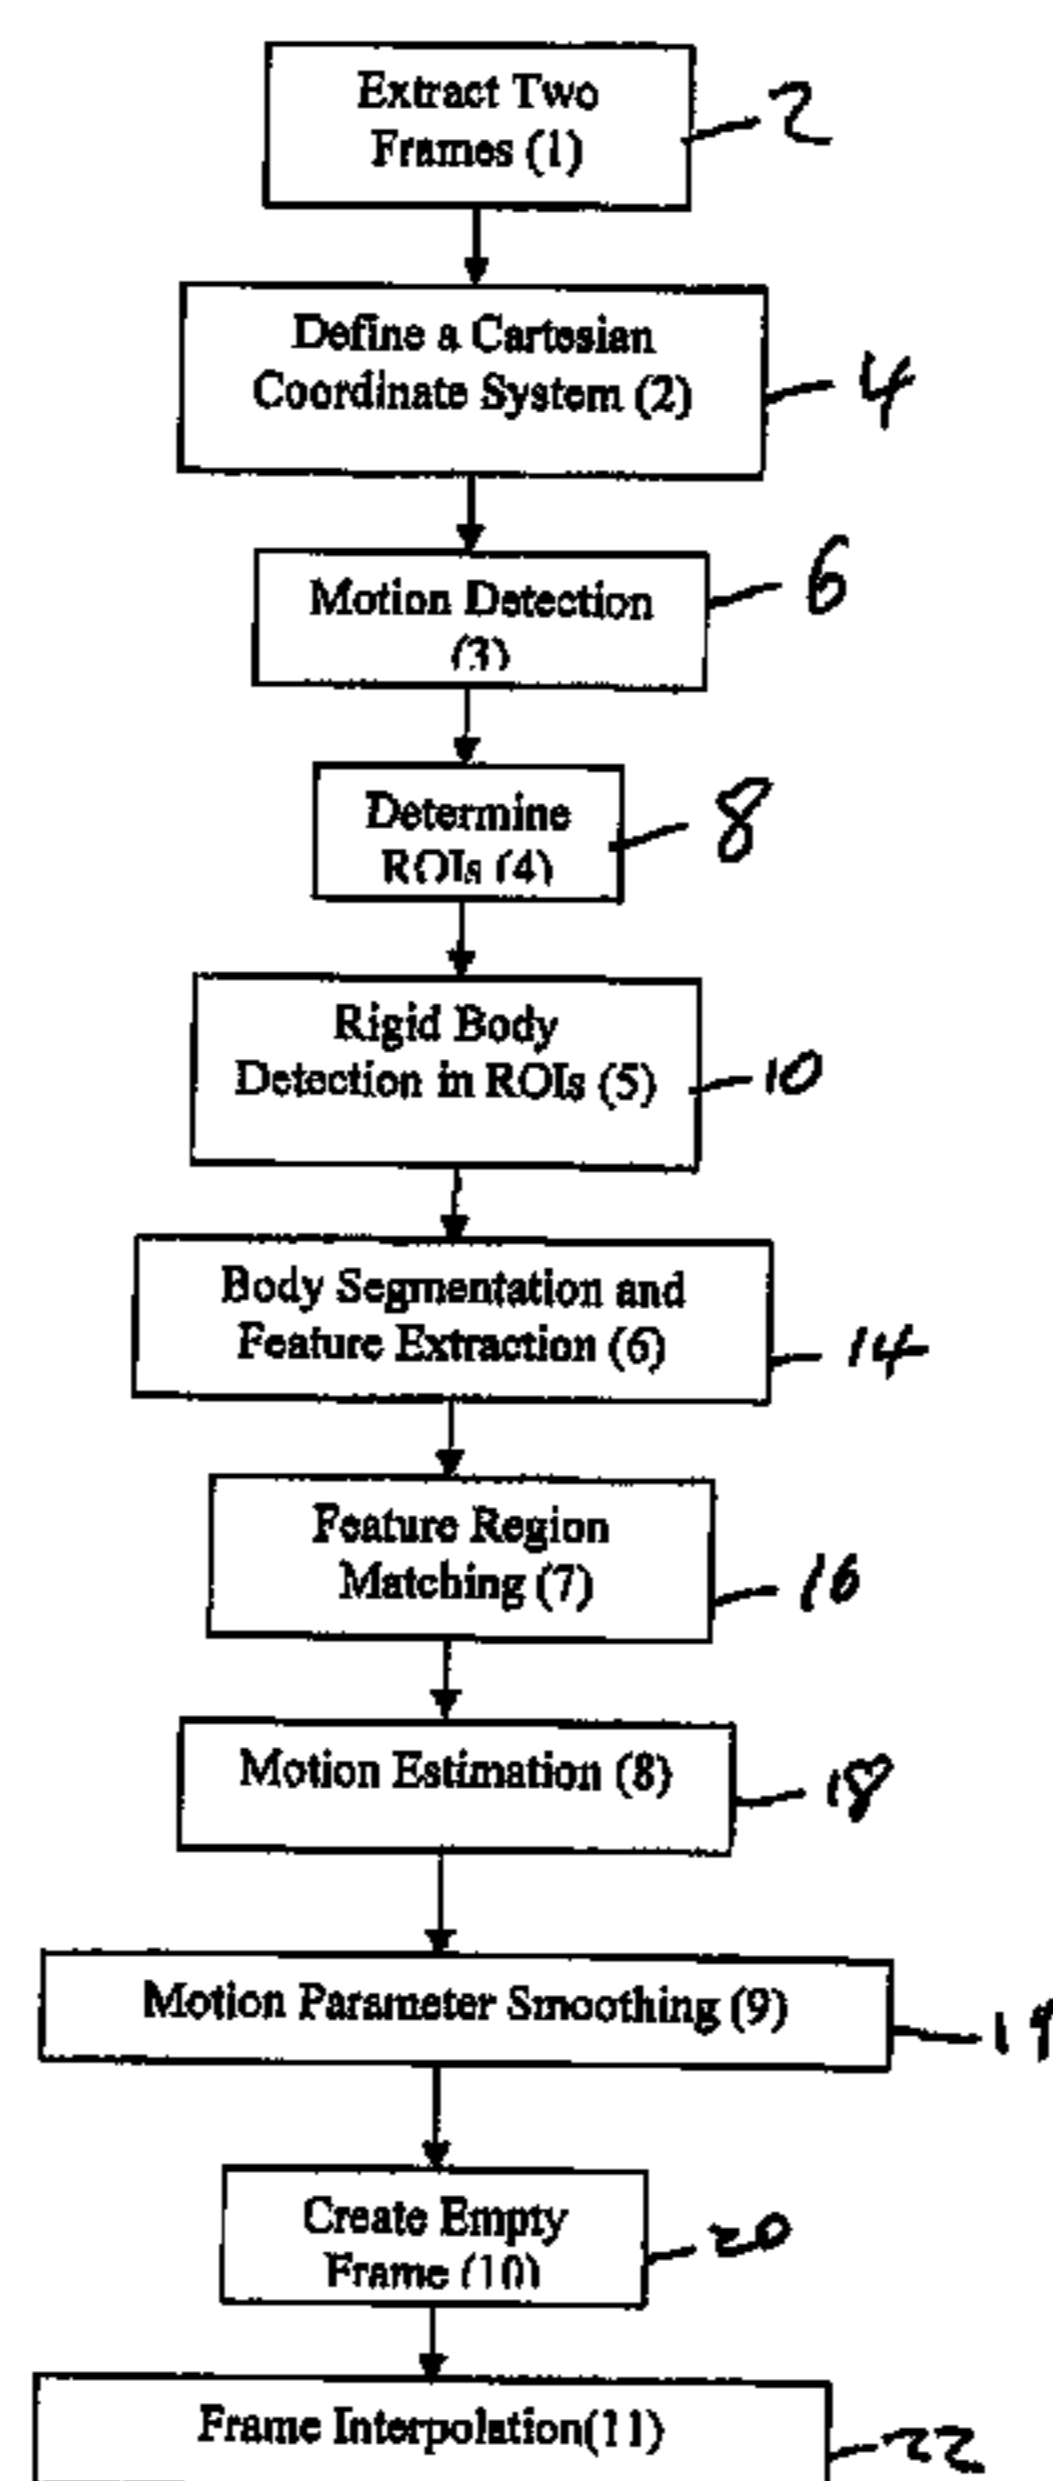 Extract Two
Frames (1)
2
Define a Cartesian
Coordinate System (2)
4
Motion Detection
(3)
6
Determine
ROIs (4)
8
Rigid Body
Detection in ROIs (5)
10
Body Segmentation and
Feature Extraction (6)
14
Feature Region
Matching (7)
16
Motion Estimation (8)
18
Motion Parameter Smoothing (9)
19
Create Empty
Frame (10)
20
Frame Interpolation(11)
22